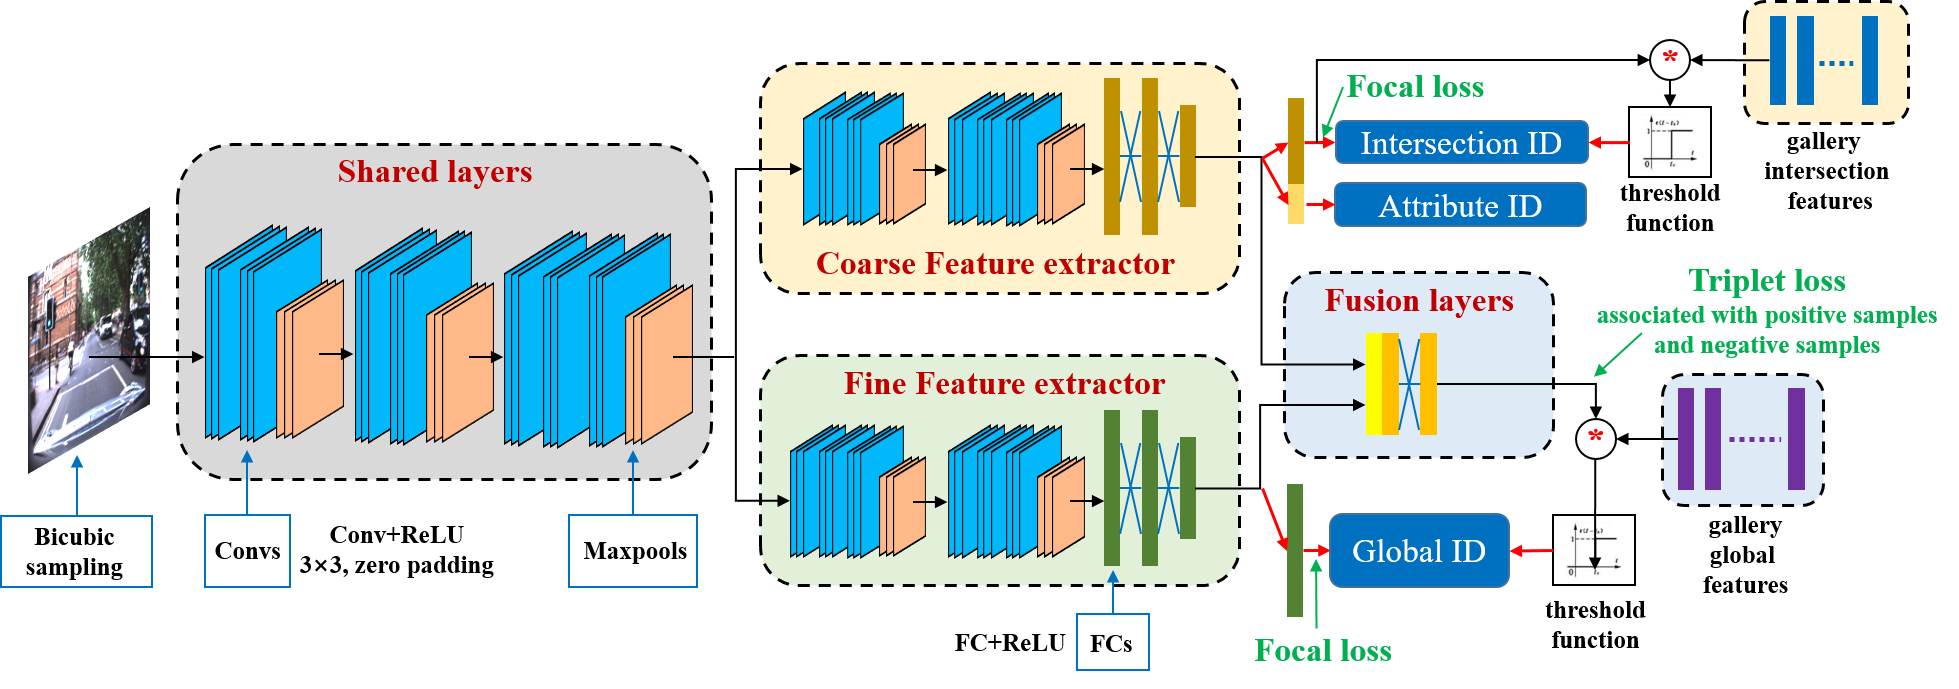 Shared layers
Bicubic
sampling
Convs
Conv+ReLU
3×3, zero padding
Maxpools
Coarse Feature extractor
Fine Feature extractor
FC+ReLU
FCs
Focal loss
Intersection ID
Attribute ID
*
threshold
function
gallery
intersection
features
Fusion layers
Triplet loss
associated with positive samples
and negative samples
*
gallery
global
features
Global ID
Focal loss
threshold
function